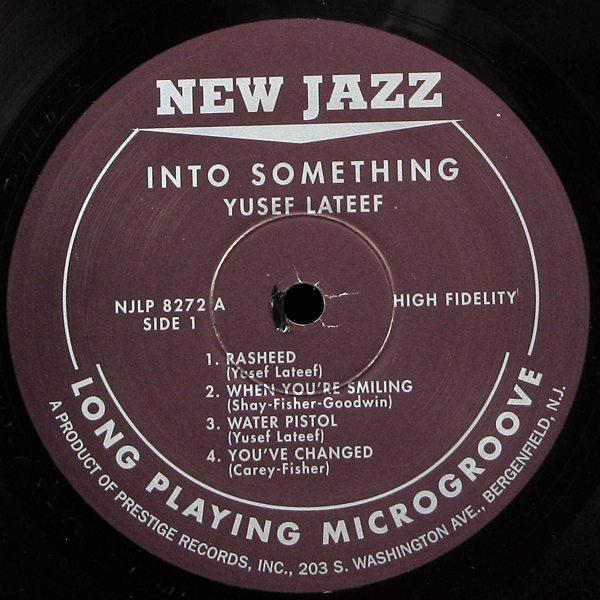 NEW JAZZ
INTO SOMETHING
YUSEF LATEEF
NJLP 8272 A
SIDE 1
HIGH FIDELITY
1. RASHEED
(Yusef Lateef)
2. WHEN YOU'RE SMILING
(Shay-Fisher-Goodwin)
3. WATER PISTOL
(Yusef Lateef)
4. YOU'VE CHANGED
(Carey-Fisher)
LONG PLAYING MICROGROOVE
A PRODUCT OF PRESTIGE RECORDS, INC., 203 S. WASHINGTON AVE., BERGENFIELD, N.J.